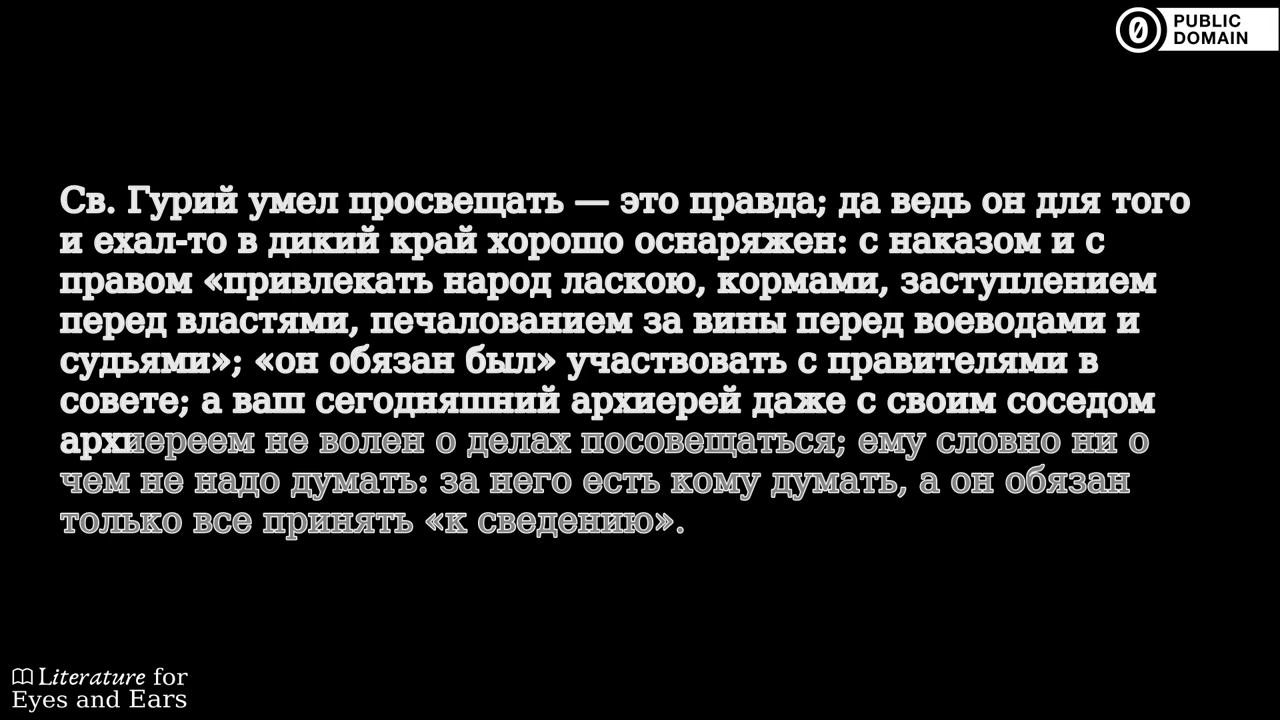 PUBLIC
DOMAIN
Св. Гурий умел просвещать — это правда; да ведь он для того
и ехал-то в дикий край хорошо оснаряжен: с наказом и с
правом «привлекать народ ласкою, кормами, заступлением
перед властями, печалованием за вины перед воеводами и
судьями»; «он обязан был» участвовать с правителями в
совете; а ваш сегодняшний архиерей даже с своим соседом
архиереем не волен о делах посовещаться; ему словно ни о
чем не надо думать: за него есть кому думать, а он обязан
только все принять «к сведению».
Literature for
Eyes and Ears